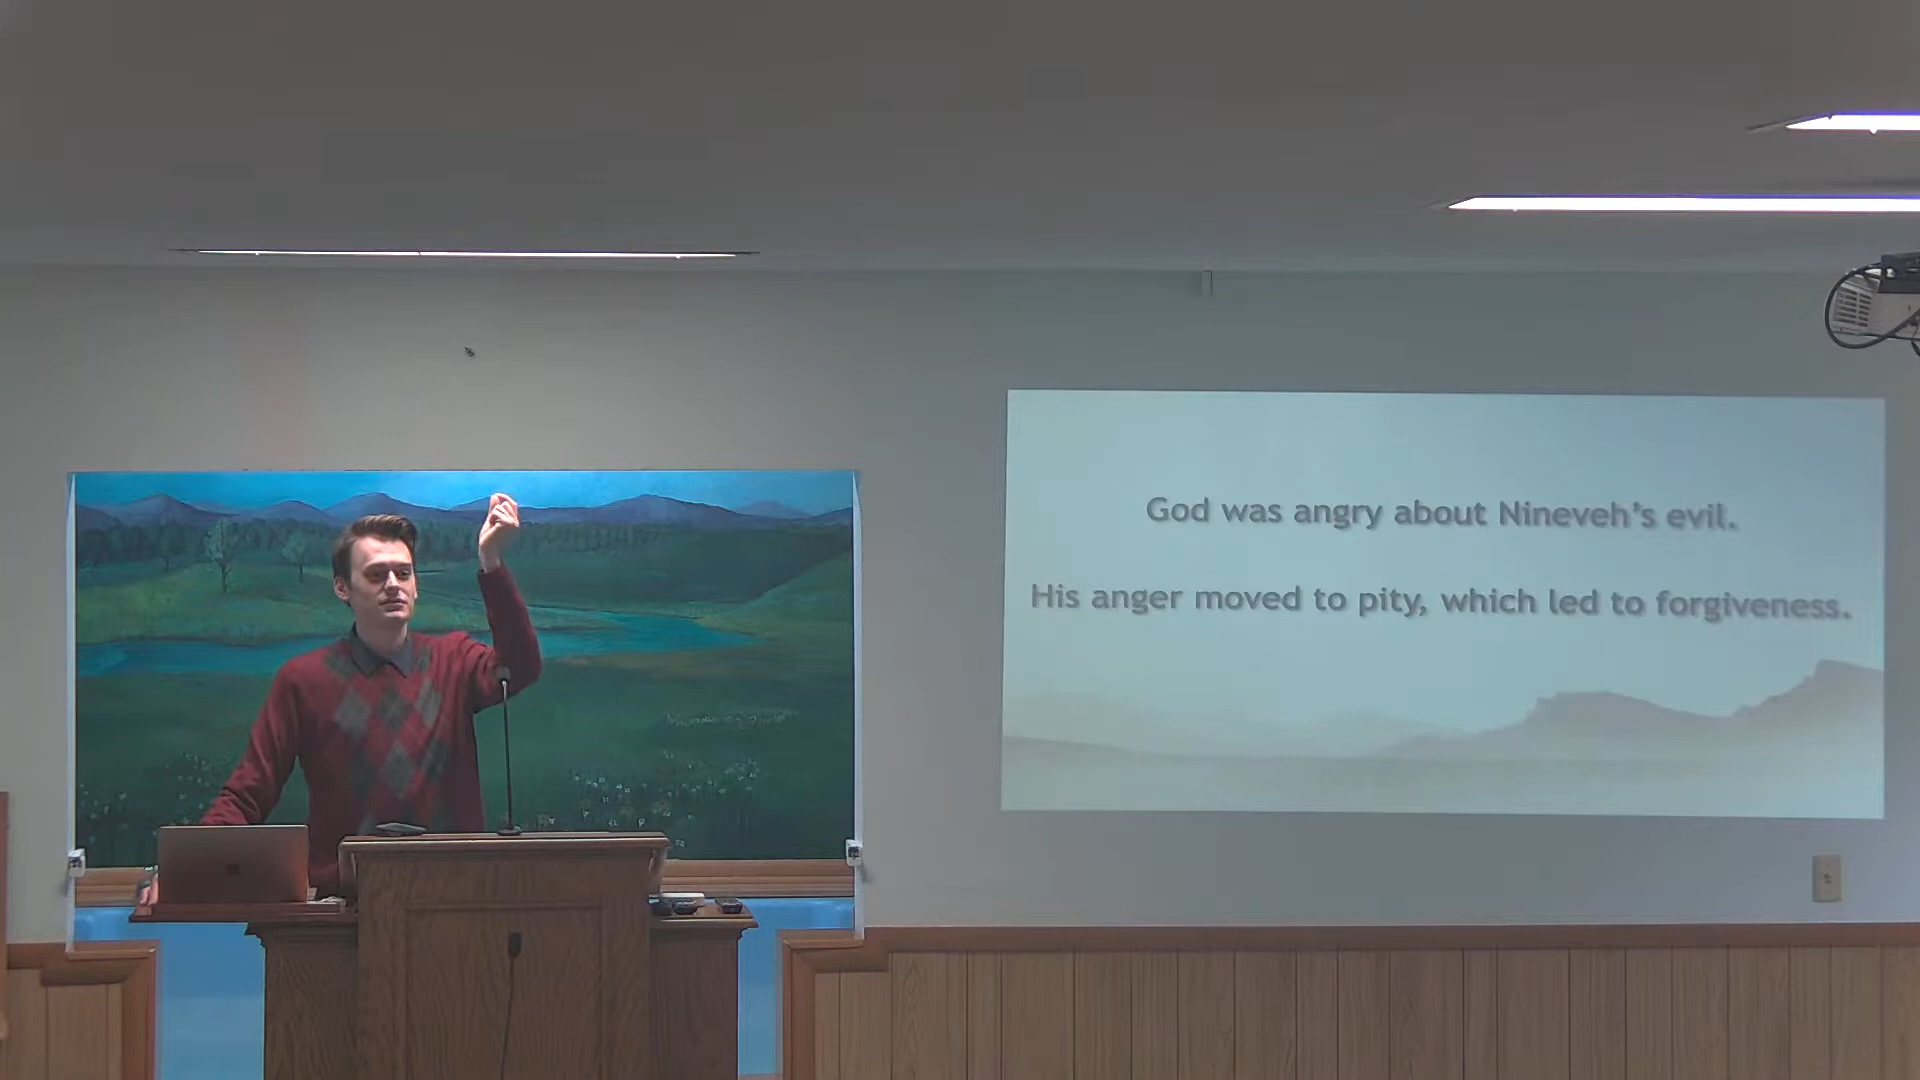 God was angry about Nineveh's evil.
His anger moved to pity, which led to forgiveness.